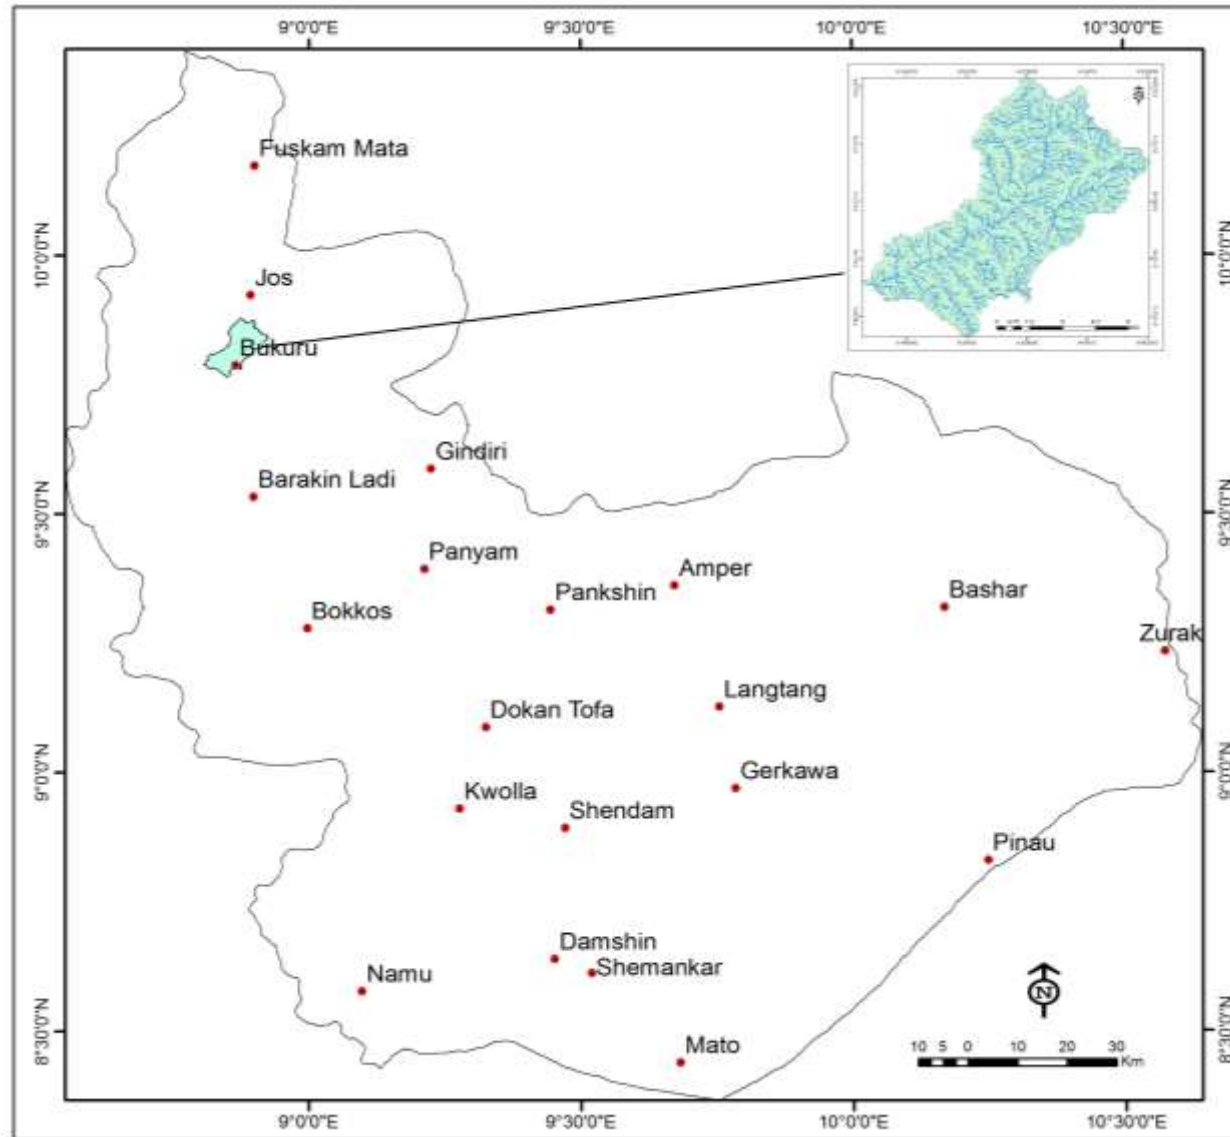 9°0'0"E
9°30'0"E
10°0'0"E
10°30'0"E
Fuskam Mata
10°0'0"N
10°0'0"N
Jos
Bukuru
Gindiri
Barakin Ladi
9°30'0"N
9°30'0"N
Panyam
Amper
Pankshin
Bashar
Bokkos
Zurak
Langtang
Dokan Tofa
9°0'0"N
9°0'0"N
Gerkawa
Kwolla
Shendam
Pinau
Damshin
Shemankar
Namu
N
8°30'0"N
8°30'0"N
Mato
10 5 0 10 20 30
Km
9°0'0"E
9°30'0"E
10°0'0"E
10°30'0"E